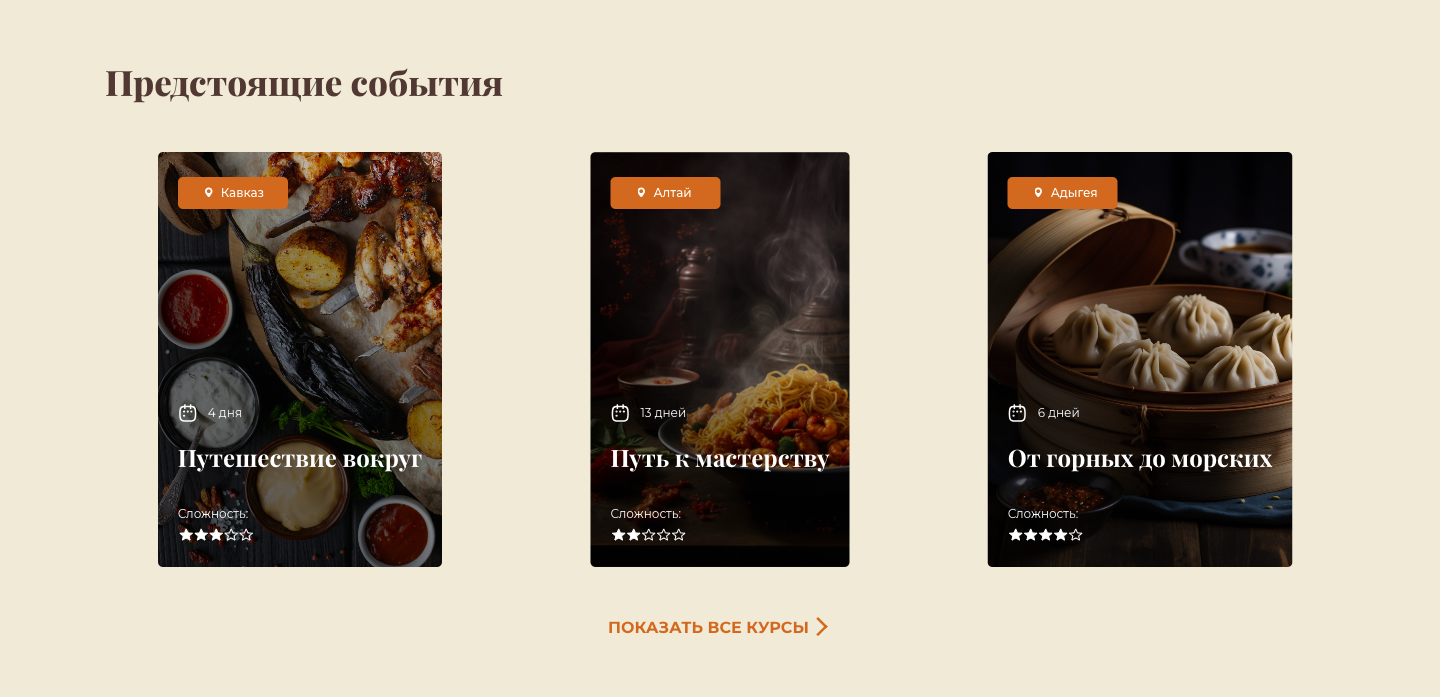 Предстоящие события
Кавказ
4 дня
Путешествие вокруг
Сложность:
Алтай
13 дней
Путь к мастерству
Сложность:
Адыгея
6 дней
От горных до морских
Сложность:
ПОКАЗАТЬ ВСЕ КУРСЫ